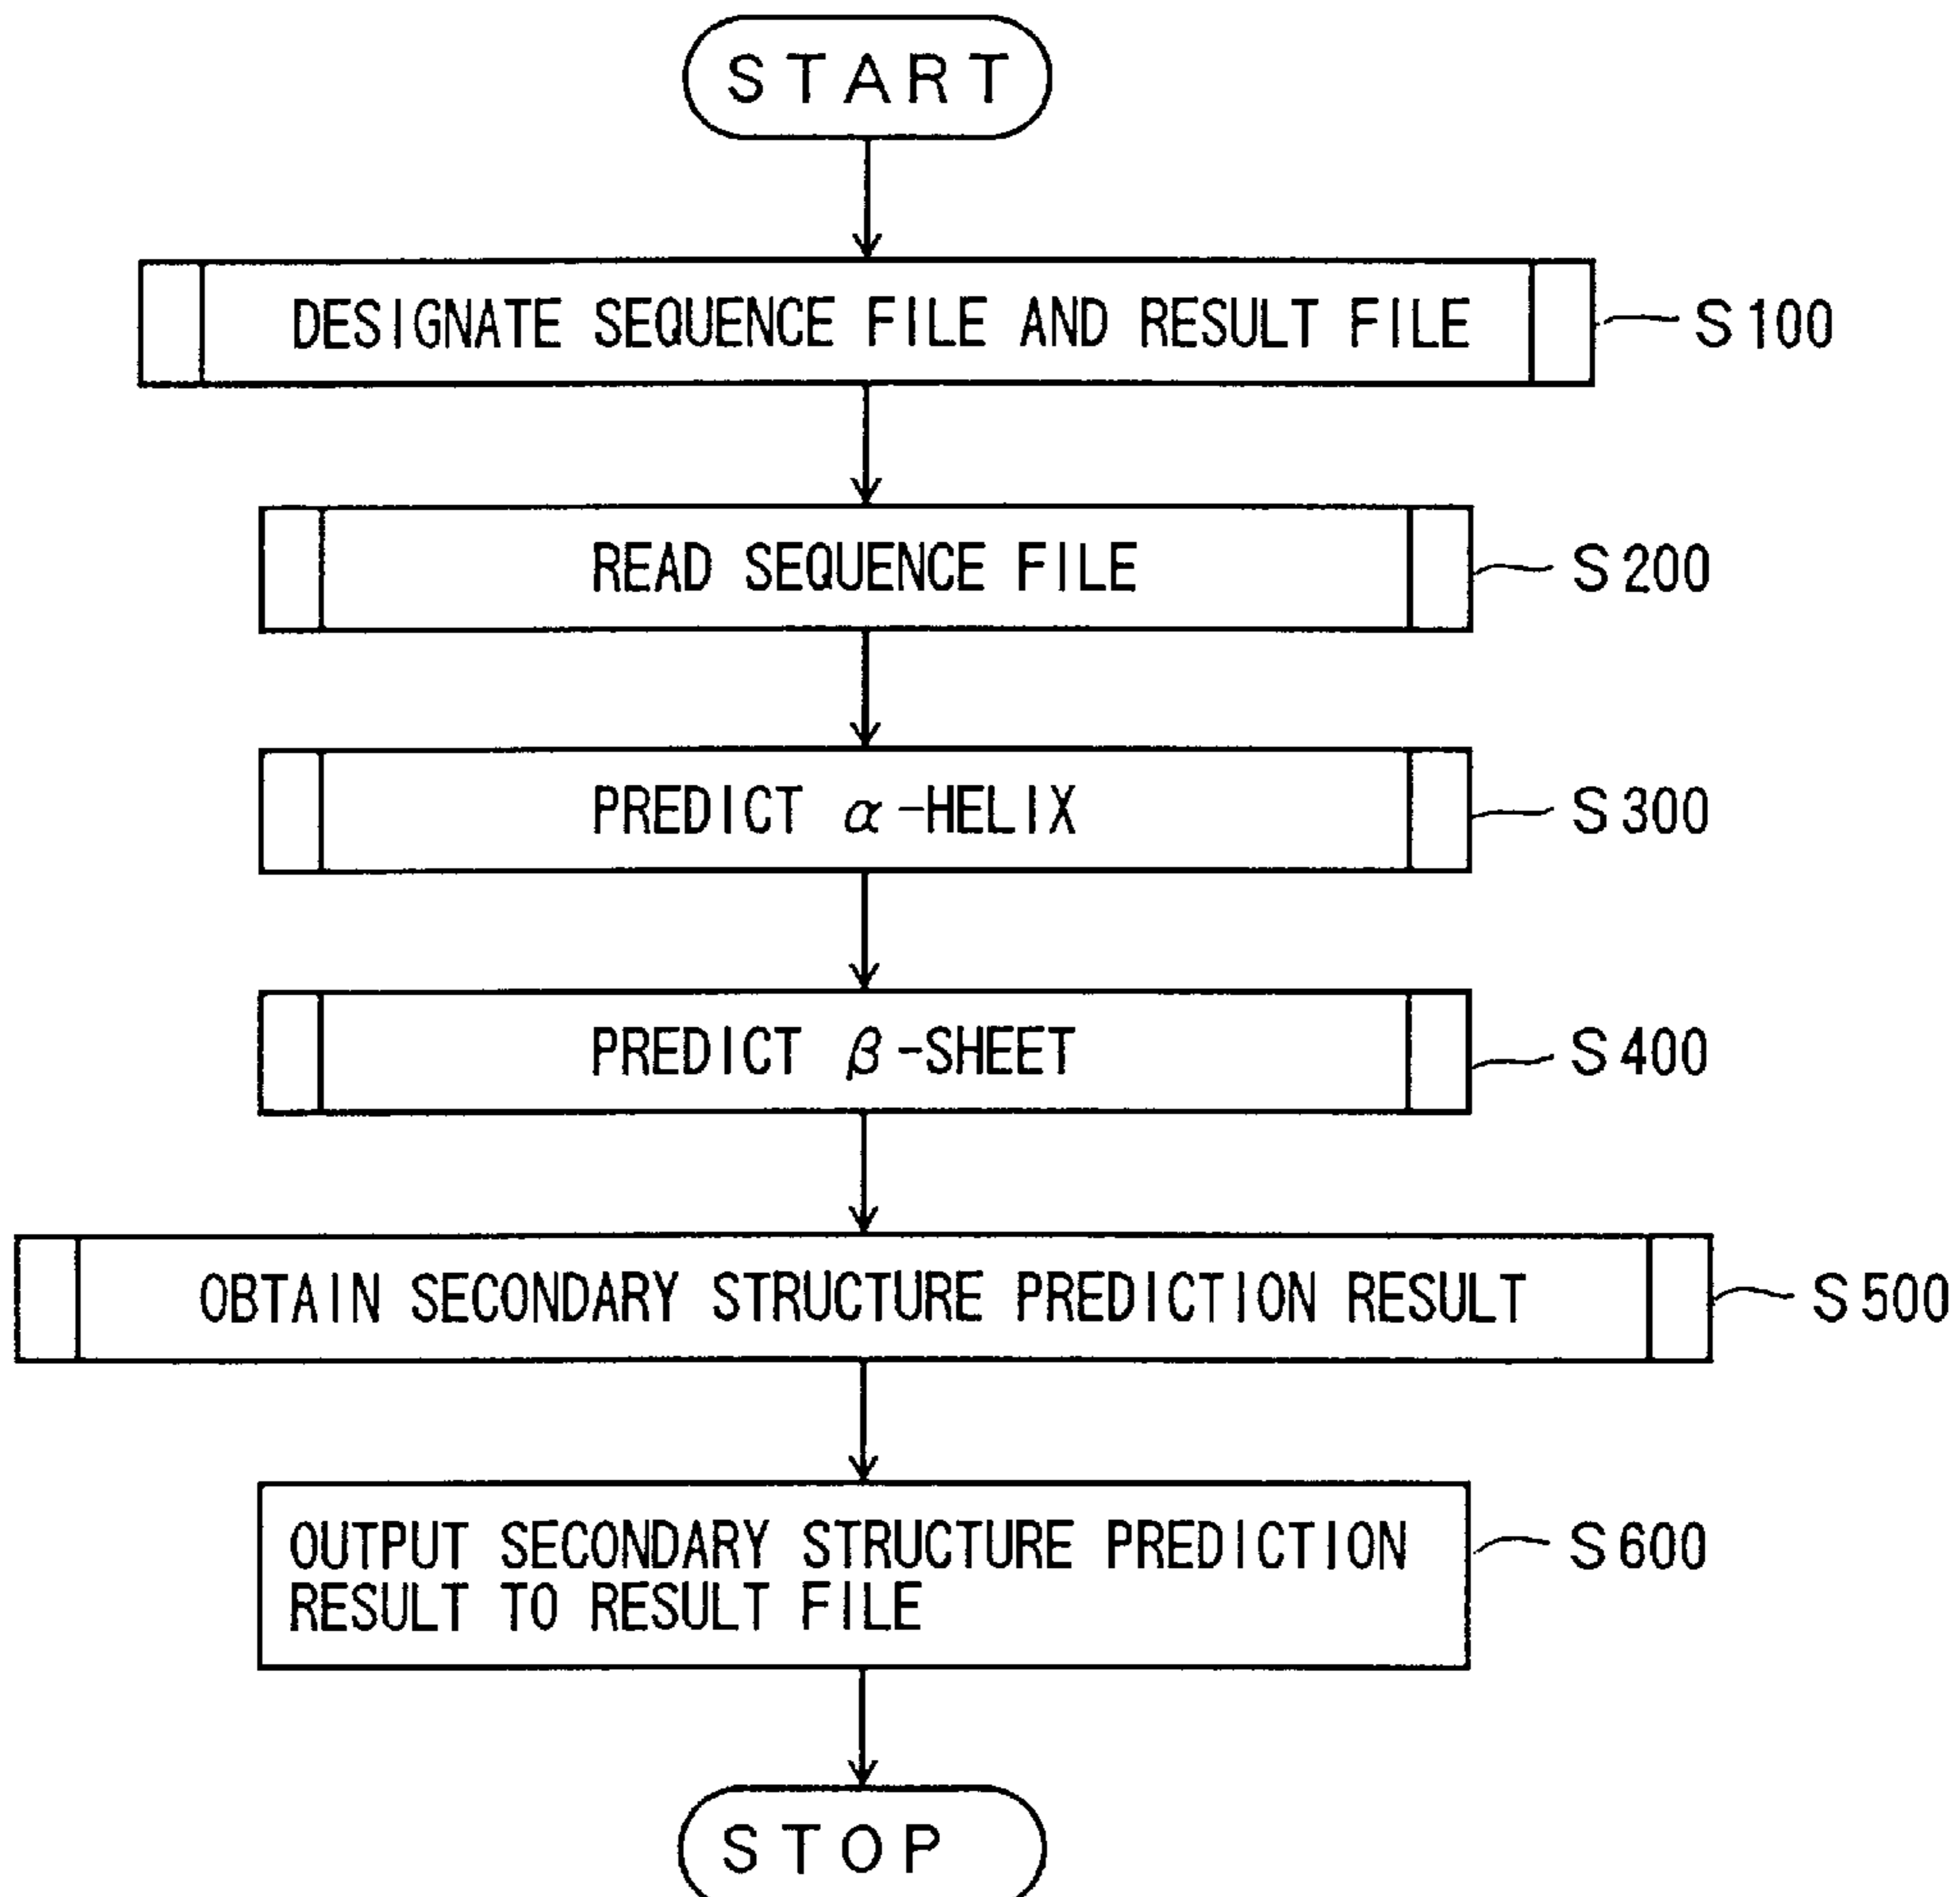 START
DESIGNATE SEQUENCE FILE AND RESULT FILE
S100
READ SEQUENCE FILE
S200
PREDICT α-HELIX
S300
PREDICT β-SHEET
S400
OBTAIN SECONDARY STRUCTURE PREDICTION RESULT
S500
OUTPUT SECONDARY STRUCTURE PREDICTION
RESULT TO RESULT FILE
S600
STOP